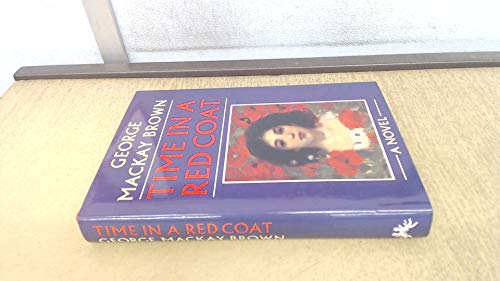 GEORGE
MACKAY BROWN
TIME IN A
RED COAT
A NOVEL
TIME IN A RED COAT
GEORGE MACKAY BROWN